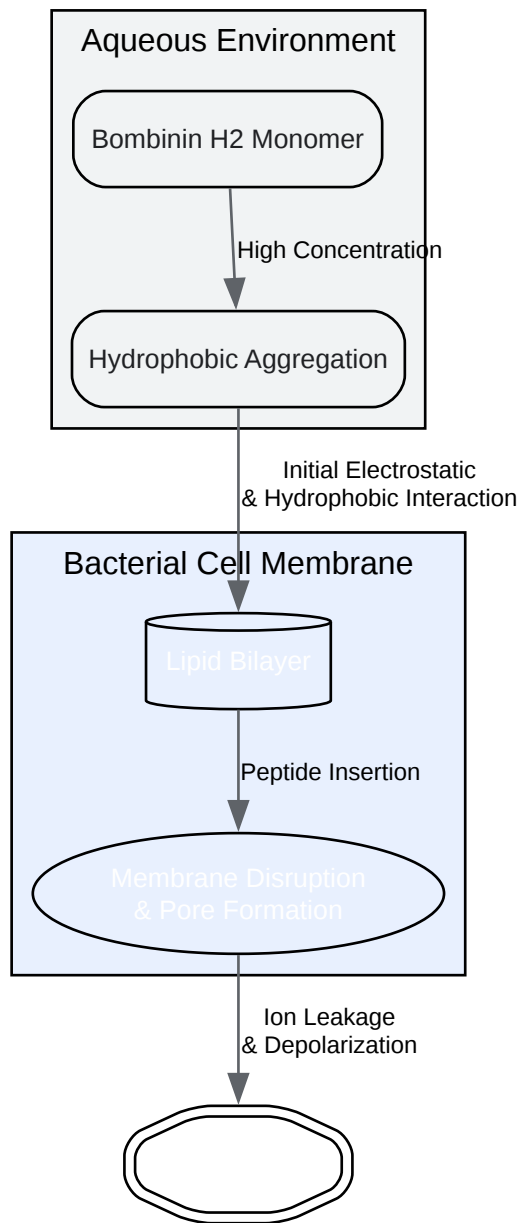 Aqueous Environment
Bombinin H2 Monomer
High Concentration
Hydrophobic Aggregation
Initial Electrostatic
& Hydrophobic Interaction
Bacterial Cell Membrane
Lipid Bilayer
Peptide Insertion
Membrane Disruption
& Pore Formation
Ion Leakage
& Depolarization